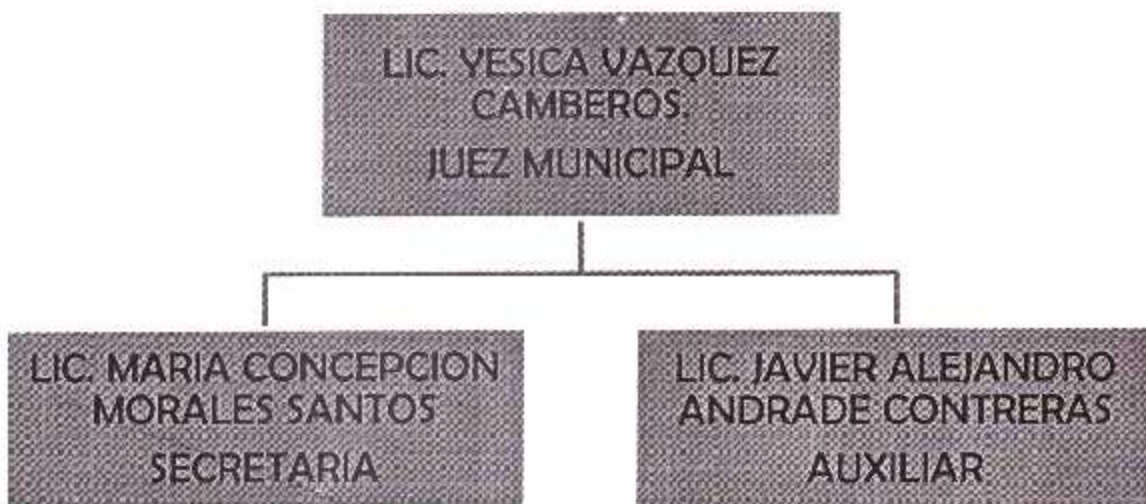 LIC. YESICA VAZQUEZ
CAMBEROS.
JUEZ MUNICIPAL
LIC. MARIA CONCEPCION
MORALES SANTOS
SECRETARIA
LIC. JAVIER ALEJANDRO
ANDRADE CONTRERAS
AUXILIAR